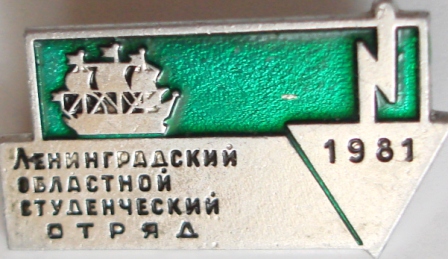 ЛЕНИНГРАДСКИЙ
ОБЛАСТНОЙ
СТУДЕНЧЕСКИЙ
ОТРЯД
1981